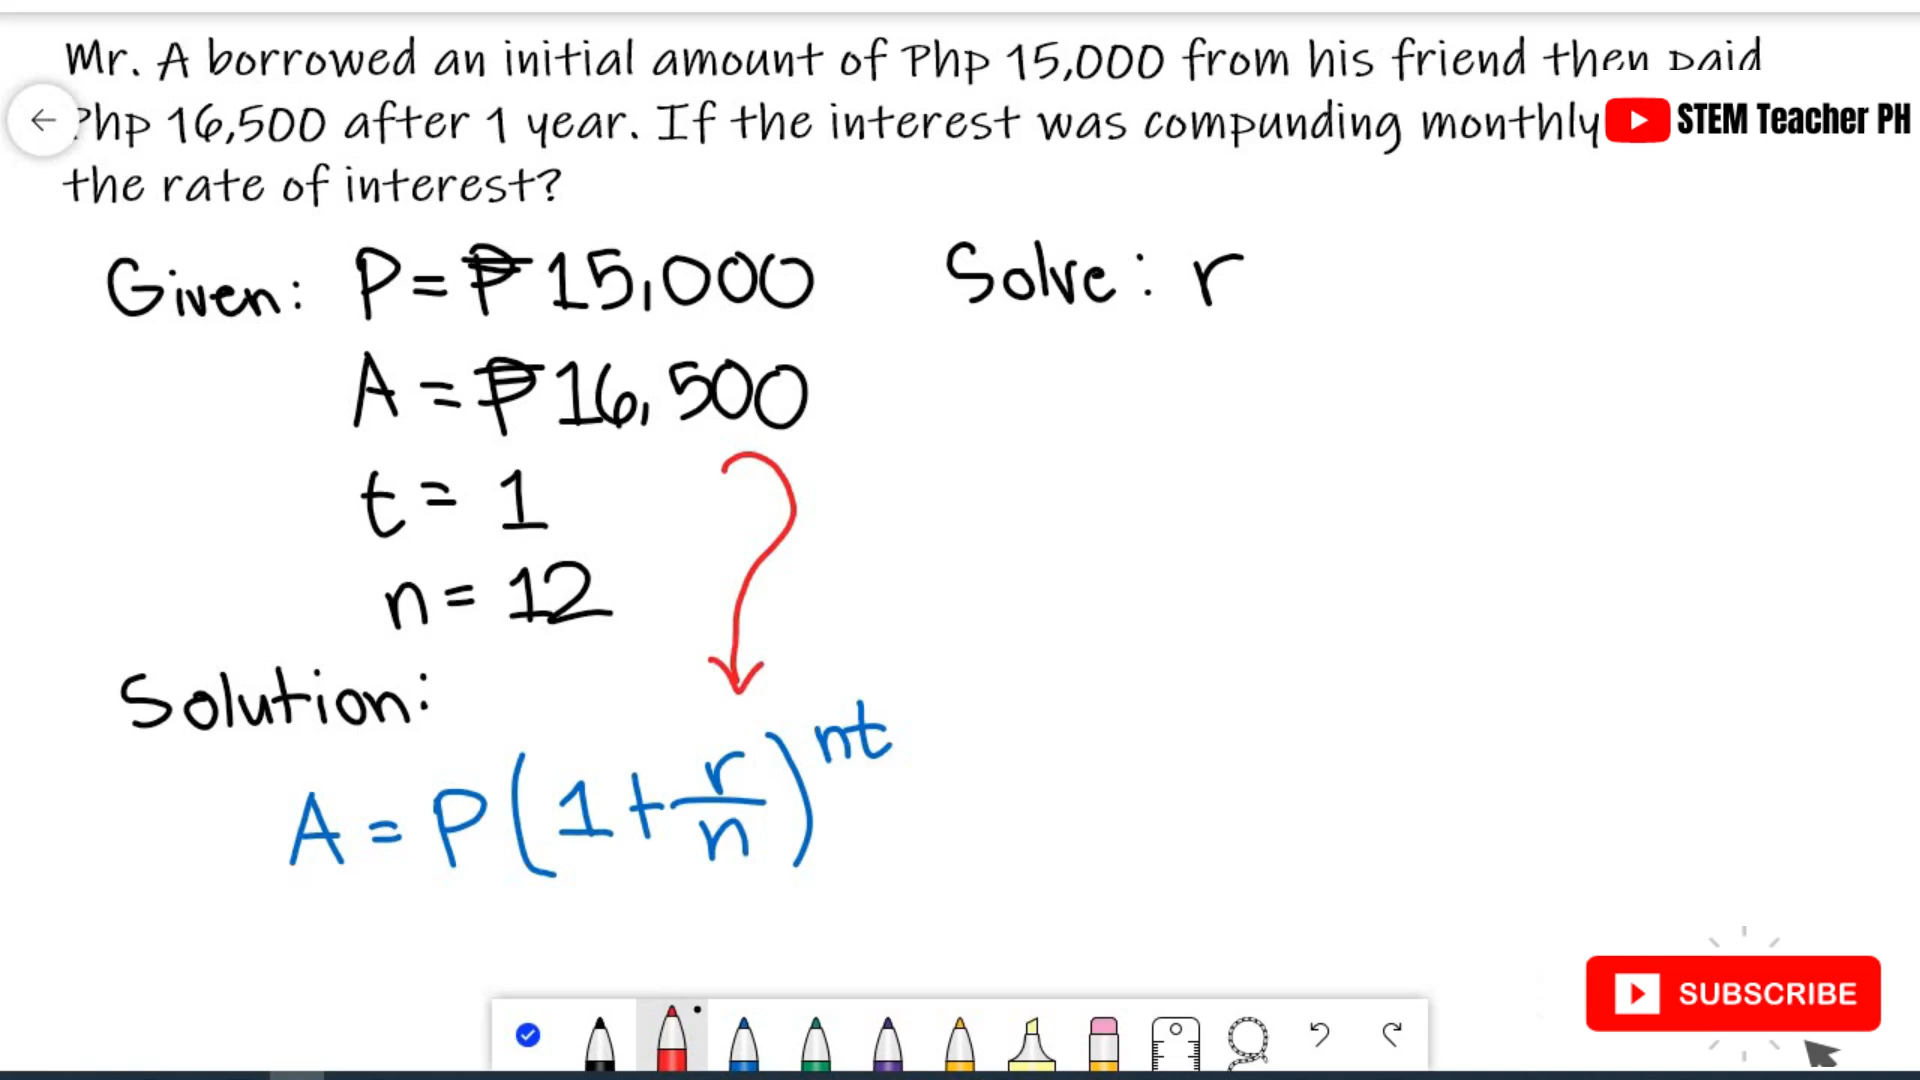 Mr. A borrowed an initial amount of Php 15,000 from his friend then paid
Php 16,500 after 1 year. If the interest was compunding monthly
STEM Teacher PH
the rate of interest?
Given: P = ₱ 15,000
Solve: r
A = ₱ 16,500
t = 1
n = 12
Solution:
A = P(1 + r/n)^nt
SUBSCRIBE